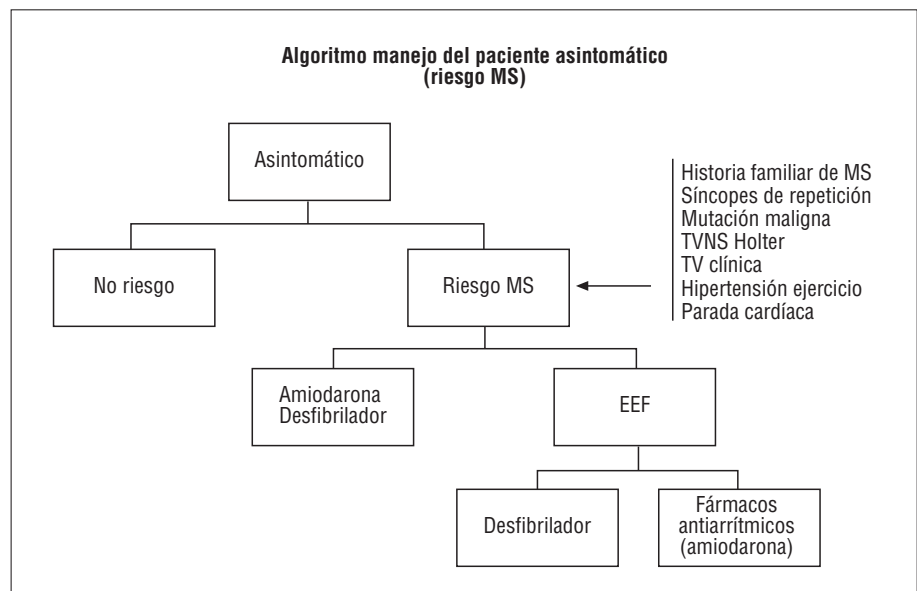 Algoritmo manejo del paciente asintomático
(riesgo MS)
Asintomático
Historia familiar de MS
Síncopes de repetición
Mutación maligna
TVNS Holter
TV clínica
Hipertensión ejercicio
Parada cardíaca
No riesgo
Riesgo MS
Amiodarona
Desfibrilador
EEF
Desfibrilador
Fármacos
antiarrítmicos
(amiodarona)